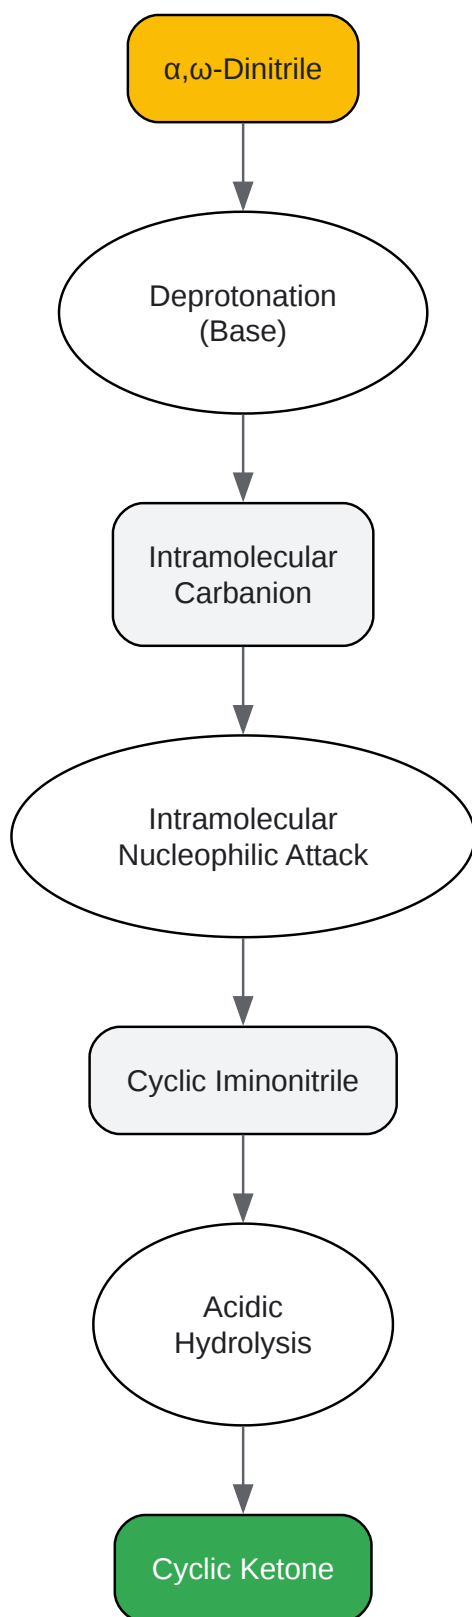 α,ω-Dinitrile
Deprotonation
(Base)
Intramolecular
Carbanion
Intramolecular
Nucleophilic Attack
Cyclic Iminonitrile
Acidic
Hydrolysis
Cyclic Ketone